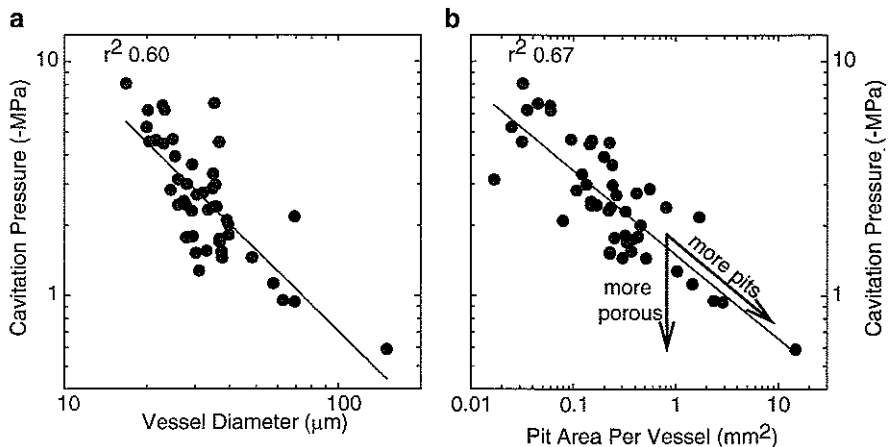 a
r² 0.60
10
1
Cavitation Pressure (-MPa)
10
100
Vessel Diameter (μm)
b
r² 0.67
10
1
Cavitation Pressure (-MPa)
more pits
more
porous
0.01
0.1
1
10
Pit Area Per Vessel (mm²)